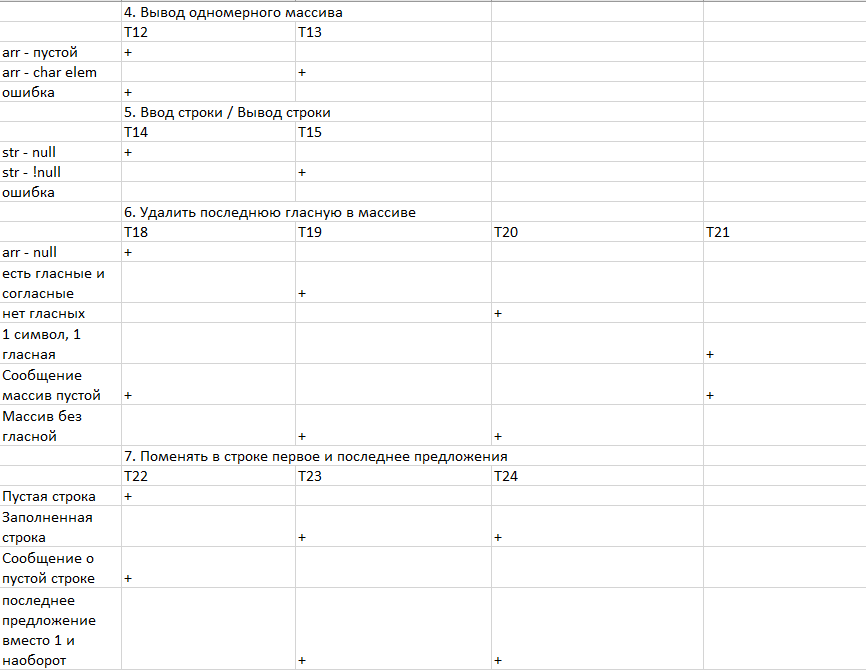 4. Вывод одномерного массива
T12 T13
arr - пустой +
arr - char elem +
ошибка +
5. Ввод строки / Вывод строки
T14 T15
str - null +
str - !null +
ошибка
6. Удалить последнюю гласную в массиве
T18 T19 T20 T21
arr - null +
есть гласные и
согласные +
нет гласных +
1 символ, 1
гласная +
Сообщение
массив пустой + +
Массив без
гласной + +
7. Поменять в строке первое и последнее предложения
T22 T23 T24
Пустая строка +
Заполненная
строка + +
Сообщение о
пустой строке +
последнее
предложение
вместо 1 и
наоборот + +